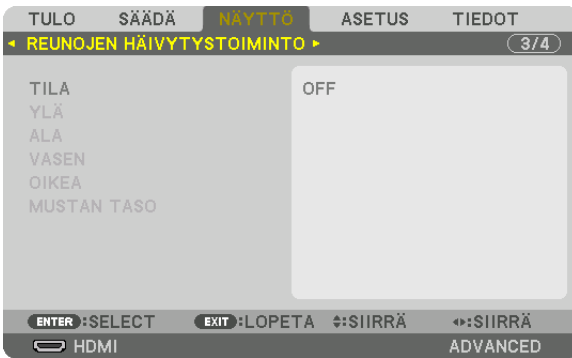 TULO SÄÄDÄ NÄYTTÖ ASETUS TIEDOT
REUNOJEN HÄIVYTYSTOIMINTO 3/4
TILA OFF
YLÄ
ALA
VASEN
OIKEA
MUSTAN TASO
ENTER :SELECT EXIT :LOPETA :SIIRRÄ :SIIRRÄ
HDMI ADVANCED